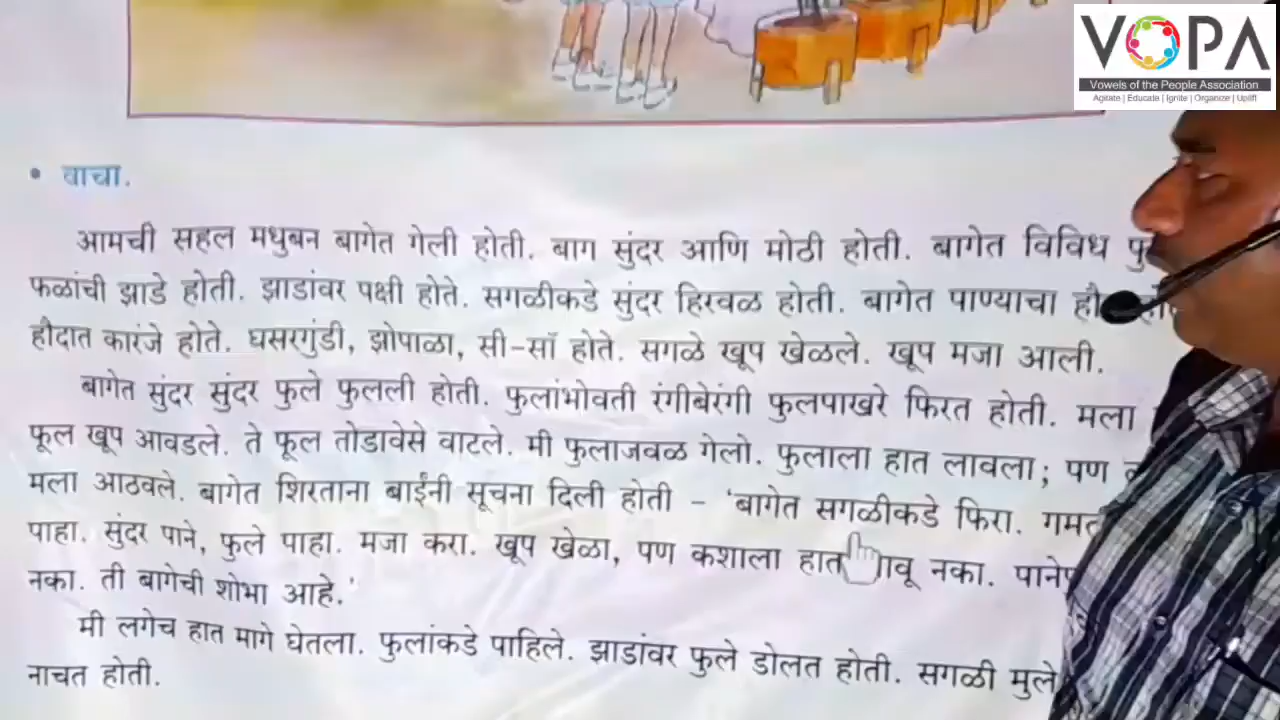 VOPA
Vowels of the People Association
Agitate | Educate | Ignite | Organize | Uplift
• वाचा.
आमची सहल मधुबन बागेत गेली होती. बाग सुंदर आणि मोठी होती. बागेत विविध
फळांची झाडे होती. झाडांवर पक्षी होते. सगळीकडे सुंदर हिरवळ होती. बागेत पाण्याचा
हौदात कारंजे होते. घसरगुंडी, झोपाळा, सी-सॉ होते. सगळे खूप खेळले. खूप मजा आली.
बागेत सुंदर सुंदर फुले फुलली होती. फुलांभोवती रंगीबेरंगी फुलपाखरे फिरत होती. मला
फूल खूप आवडले. ते फूल तोडावेसे वाटले. मी फुलाजवळ गेलो. फुलाला हात लावला; पण
मला आठवले. बागेत शिरताना बाईंनी सूचना दिली होती - 'बागेत सगळीकडे फिरा.
पाहा. सुंदर पाने, फुले पाहा. मजा करा. खूप खेळा, पण कशाला हात नका.
नका. ती बागेची शोभा आहे.'
मी लगेच हात मागे घेतला. फुलांकडे पाहिले. झाडांवर फुले डोलत होती. सगळी मुले
नाचत होती.